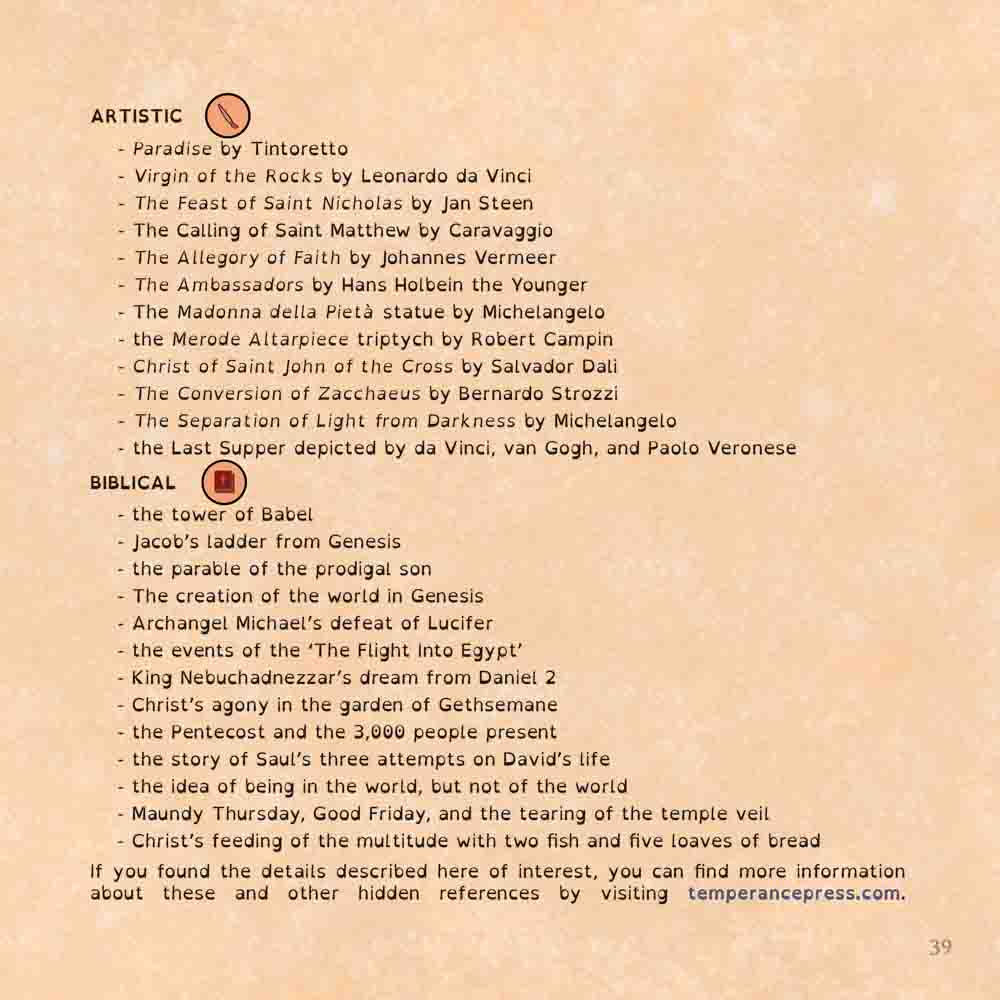 ARTISTIC
- Paradise by Tintoretto
- Virgin of the Rocks by Leonardo da Vinci
- The Feast of Saint Nicholas by Jan Steen
- The Calling of Saint Matthew by Caravaggio
- The Allegory of Faith by Johannes Vermeer
- The Ambassadors by Hans Holbein the Younger
- The Madonna della Pietà statue by Michelangelo
- the Merode Altarpiece triptych by Robert Campin
- Christ of Saint John of the Cross by Salvador Dali
- The Conversion of Zacchaeus by Bernardo Strozzi
- The Separation of Light from Darkness by Michelangelo
- the Last Supper depicted by da Vinci, van Gogh, and Paolo Veronese
BIBLICAL
- the tower of Babel
- Jacob’s ladder from Genesis
- the parable of the prodigal son
- The creation of the world in Genesis
- Archangel Michael’s defeat of Lucifer
- the events of the ‘The Flight Into Egypt’
- King Nebuchadnezzar’s dream from Daniel 2
- Christ’s agony in the garden of Gethsemane
- the Pentecost and the 3,000 people present
- the story of Saul’s three attempts on David’s life
- the idea of being in the world, but not of the world
- Maundy Thursday, Good Friday, and the tearing of the temple veil
- Christ’s feeding of the multitude with two fish and five loaves of bread
If you found the details described here of interest, you can find more information
about these and other hidden references by visiting temperancepress.com.
39